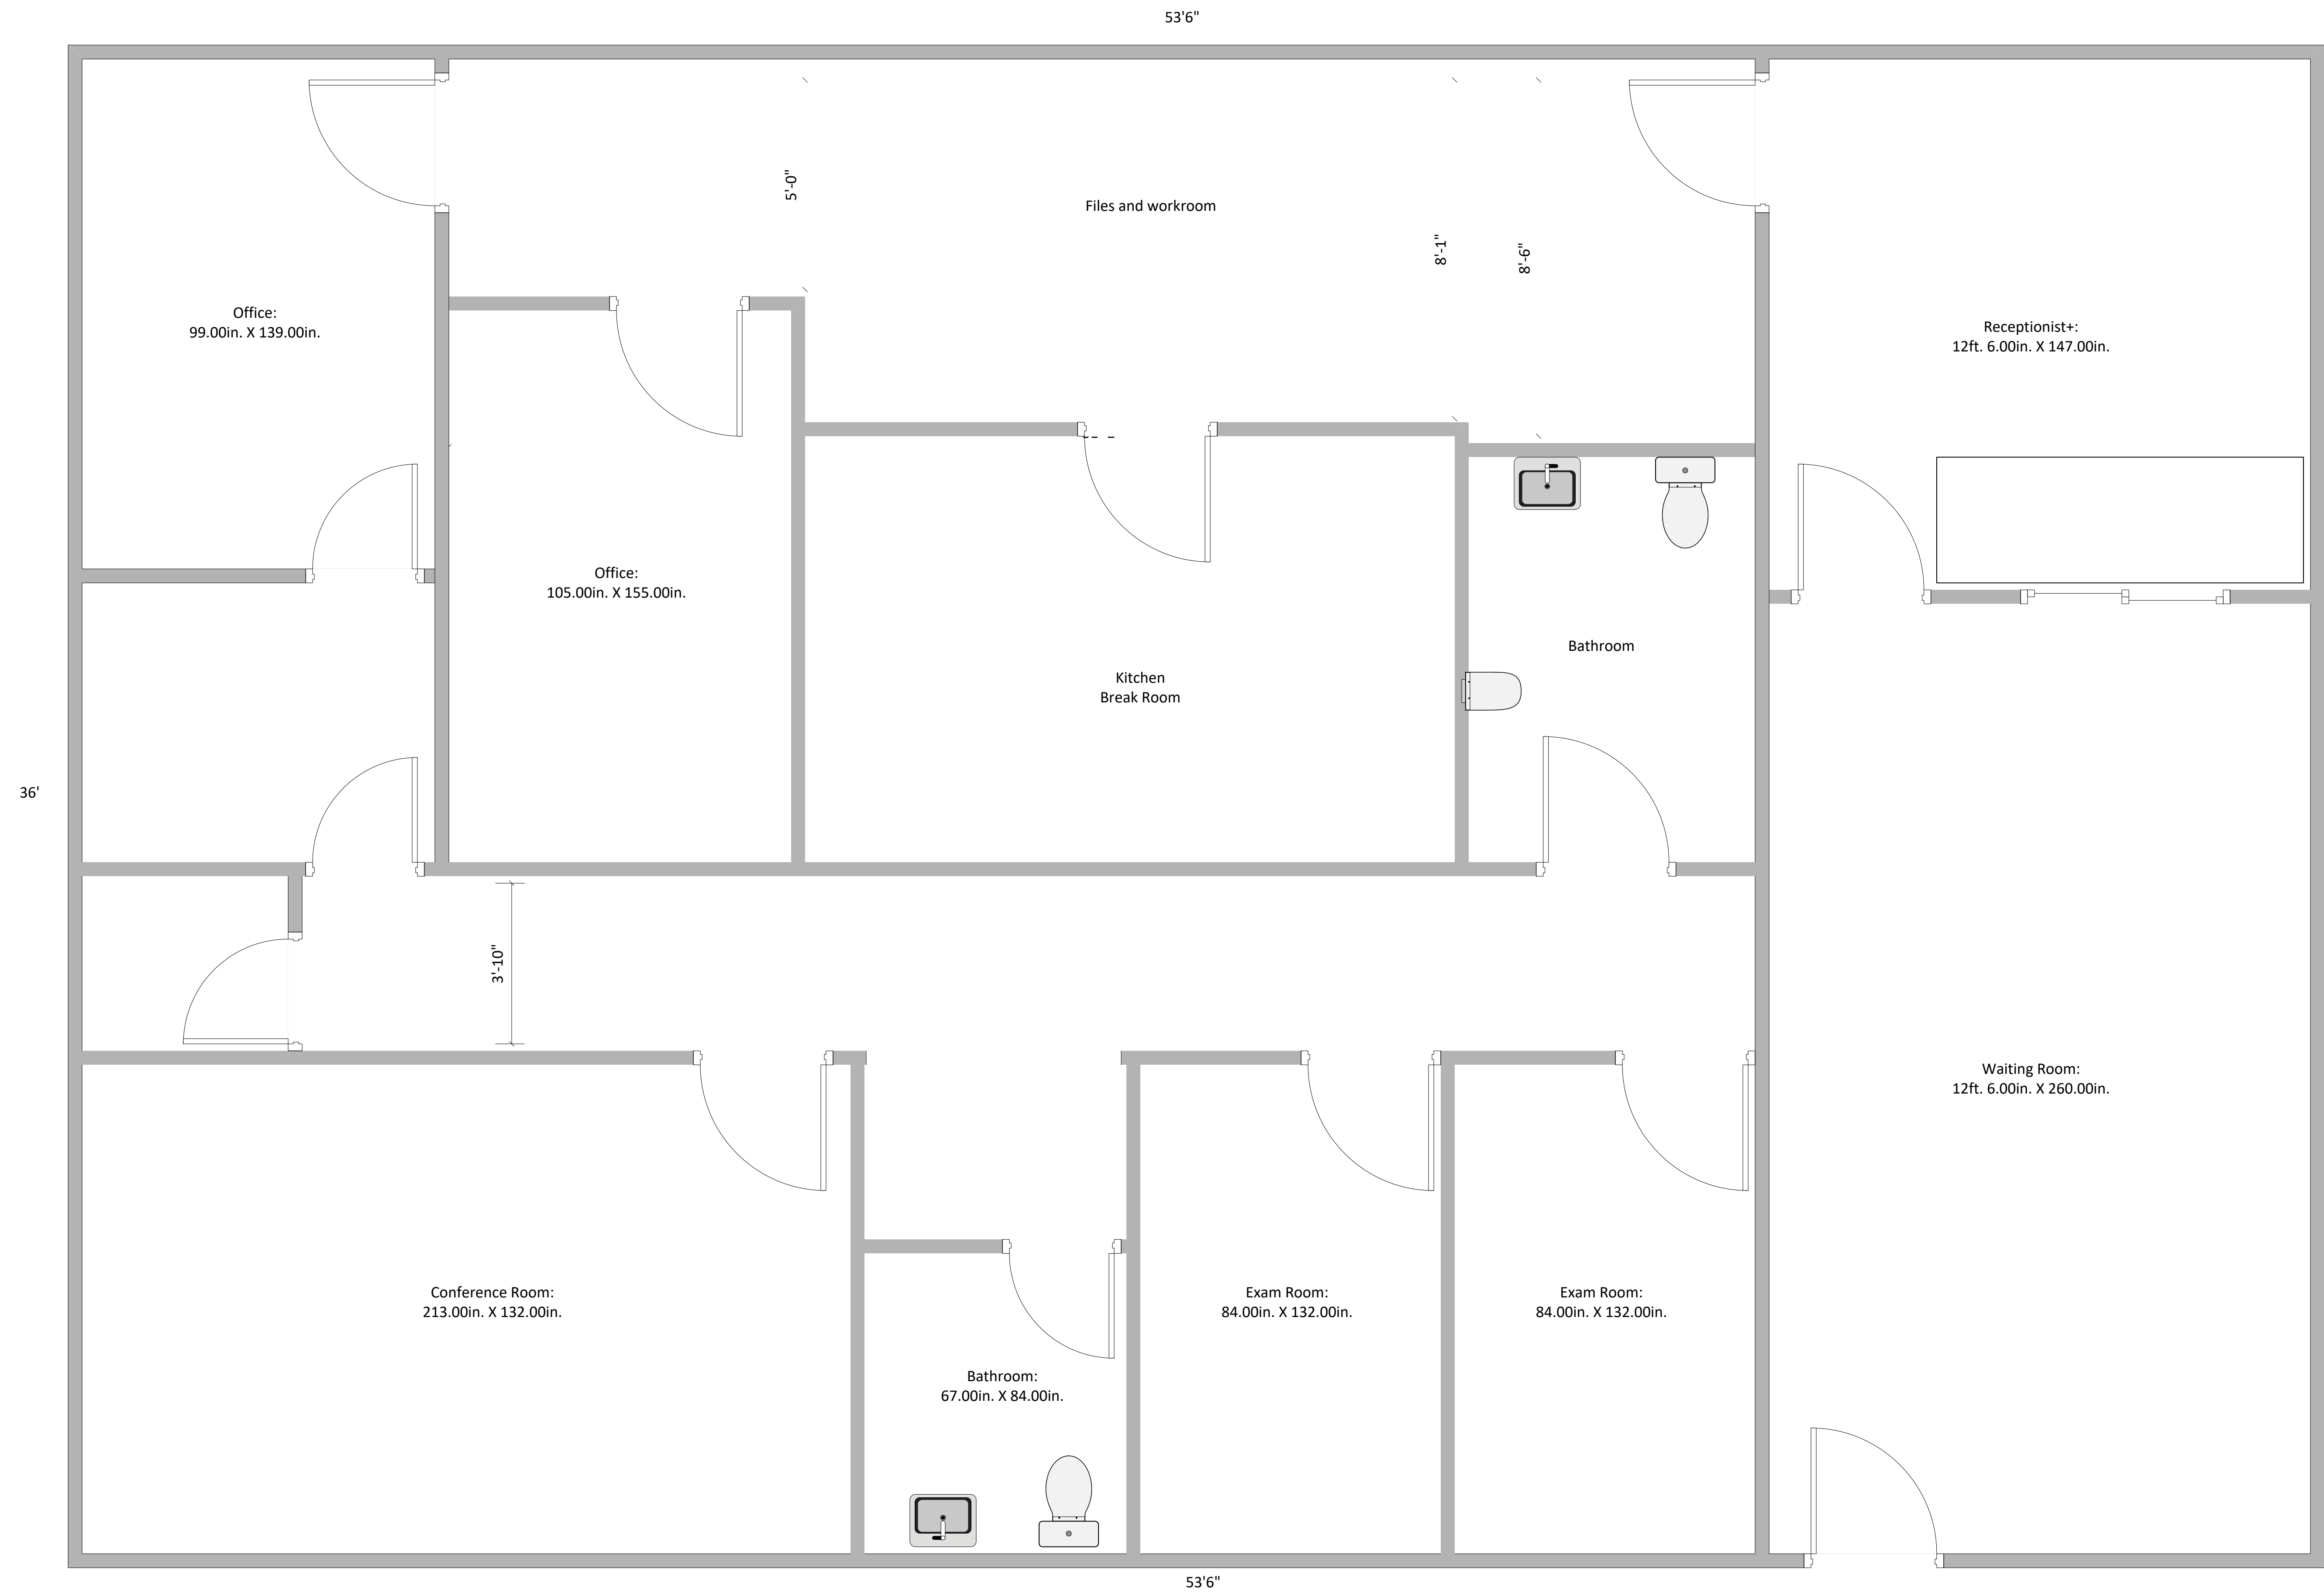 53'6"
5'-0"
Files and workroom
8'-1"
8'-6"
Office:
99.00in. X 139.00in.
Receptionist+:
12ft. 6.00in. X 147.00in.
Office:
105.00in. X 155.00in.
Bathroom
Kitchen
Break Room
36'
3'-10"
Waiting Room:
12ft. 6.00in. X 260.00in.
Conference Room:
213.00in. X 132.00in.
Exam Room:
84.00in. X 132.00in.
Exam Room:
84.00in. X 132.00in.
Bathroom:
67.00in. X 84.00in.
53'6"